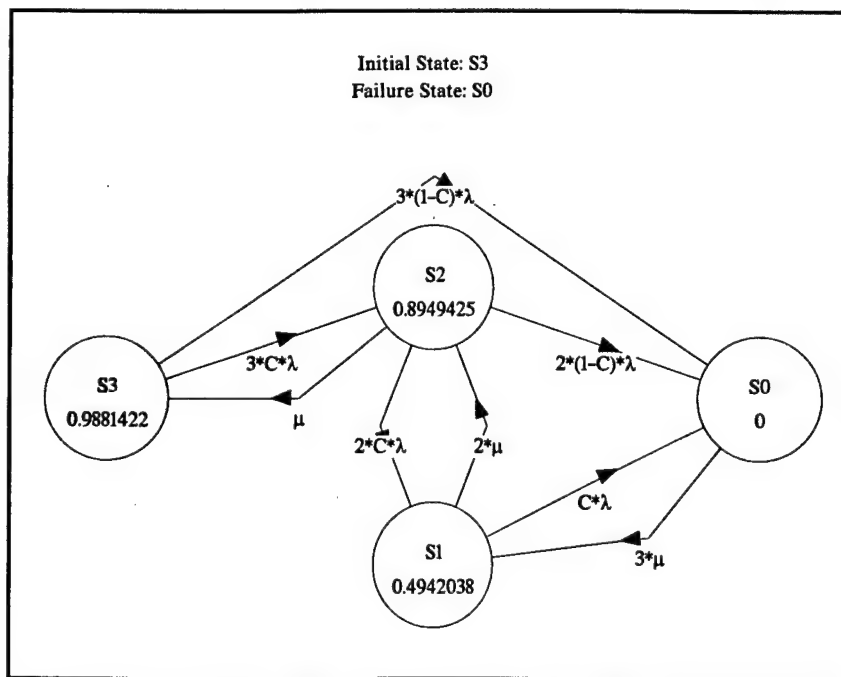 Initial State: S3
Failure State: S0
3*(1–C)*λ
S2
0.8949425
3*C*λ
2*(1–C)*λ
S3
0.9881422
S0
0
μ
2*C*λ
2*μ
C*λ
S1
0.4942038
3*μ